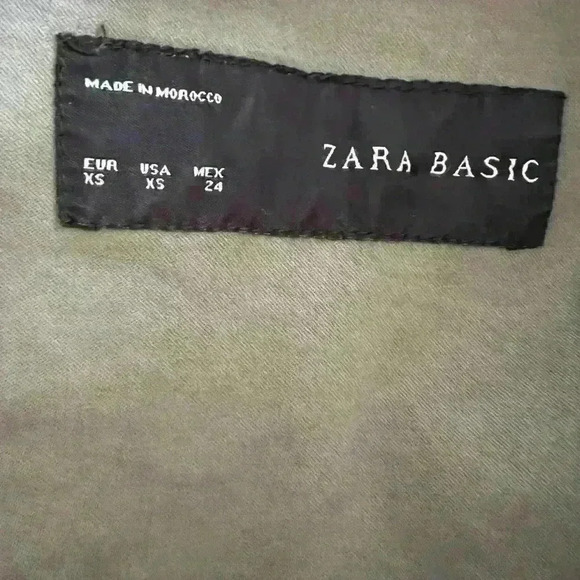 MADE IN MOROCCO
ZARA BASIC
EUR USA MEX
XS XS 24